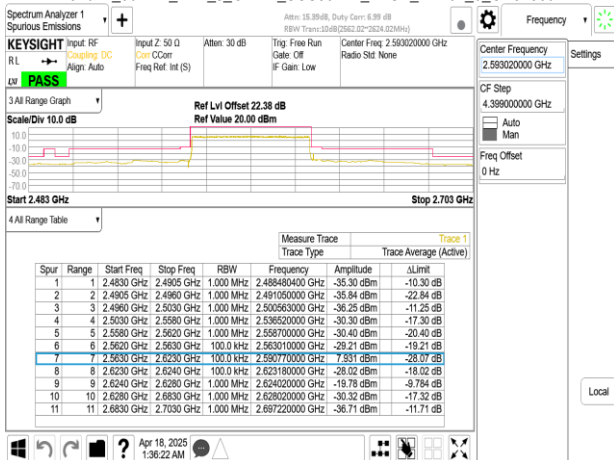 Spectrum Analyzer 1
Spurious Emissions
Attn: 15.39dB, Duty Corr: 6.99 dB
RBW Trans:10dB(2562.02~2624.02MHz)
Frequency
KEYSIGHT
Input: RF
Coupling: DC
Align: Auto
Input Z: 50 Ω
Corr CCorr
Freq Ref: Int (S)
Atten: 30 dB
Trig: Free Run
Gate: Off
IF Gain: Low
Center Freq: 2.593020000 GHz
Radio Std: None
RL
LXI
PASS
Center Frequency
2.593020000 GHz
Settings
CF Step
4.399000000 GHz
Auto
Man
Freq Offset
0 Hz
3 All Range Graph
Scale/Div 10.0 dB
Ref Lvl Offset 22.38 dB
Ref Value 20.00 dBm
10.0
-10.0
-30.0
-50.0
-70.0
Start 2.483 GHz
Stop 2.703 GHz
4 All Range Table
Measure Trace Trace 1
Trace Type Trace Average (Active)
Spur Range Start Freq Stop Freq RBW Frequency Amplitude ΔLimit
1 1 2.4830 GHz 2.4905 GHz 1.000 MHz 2.488480400 GHz -35.30 dBm -10.30 dB
2 2 2.4905 GHz 2.4960 GHz 1.000 MHz 2.491050000 GHz -35.84 dBm -22.84 dB
3 3 2.4960 GHz 2.5030 GHz 1.000 MHz 2.500563000 GHz -36.25 dBm -11.25 dB
4 4 2.5030 GHz 2.5580 GHz 1.000 MHz 2.536520000 GHz -30.30 dBm -17.30 dB
5 5 2.5580 GHz 2.5620 GHz 1.000 MHz 2.558700000 GHz -30.40 dBm -20.40 dB
6 6 2.5620 GHz 2.5630 GHz 100.0 kHz 2.563010000 GHz -29.21 dBm -19.21 dB
7 7 2.5630 GHz 2.6230 GHz 100.0 kHz 2.590770000 GHz 7.931 dBm -28.07 dB
8 8 2.6230 GHz 2.6240 GHz 100.0 kHz 2.623180000 GHz -28.02 dBm -18.02 dB
9 9 2.6240 GHz 2.6280 GHz 1.000 MHz 2.624020000 GHz -19.78 dBm -9.784 dB
10 10 2.6280 GHz 2.6830 GHz 1.000 MHz 2.628020000 GHz -30.32 dBm -17.32 dB
11 11 2.6830 GHz 2.7030 GHz 1.000 MHz 2.697220000 GHz -36.71 dBm -11.71 dB
Local
?
Apr 18, 2025
1:36:22 AM